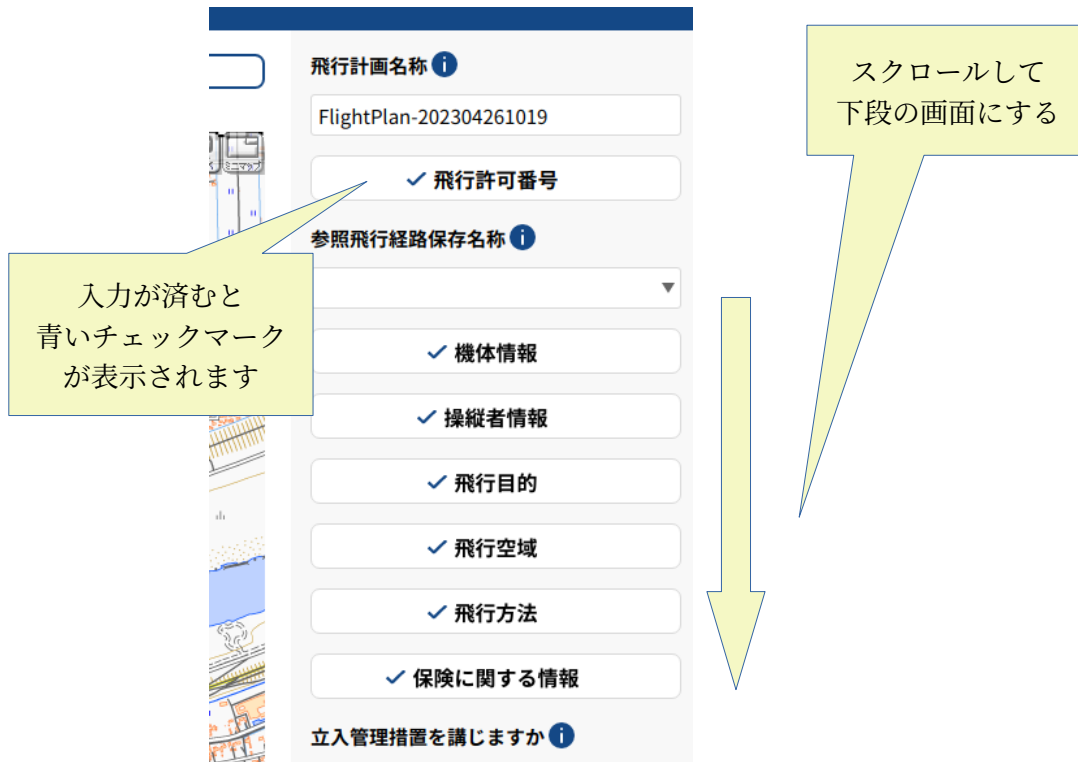 飛行計画名称 i
FlightPlan-202304261019
飛行許可番号
参照飛行経路保存名称 i
機体情報
操縦者情報
飛行目的
飛行空域
飛行方法
保険に関する情報
立入管理措置を講じますか i
ミニマップ
入力が済むと
青いチェックマーク
が表示されます
スクロールして
下段の画面にする